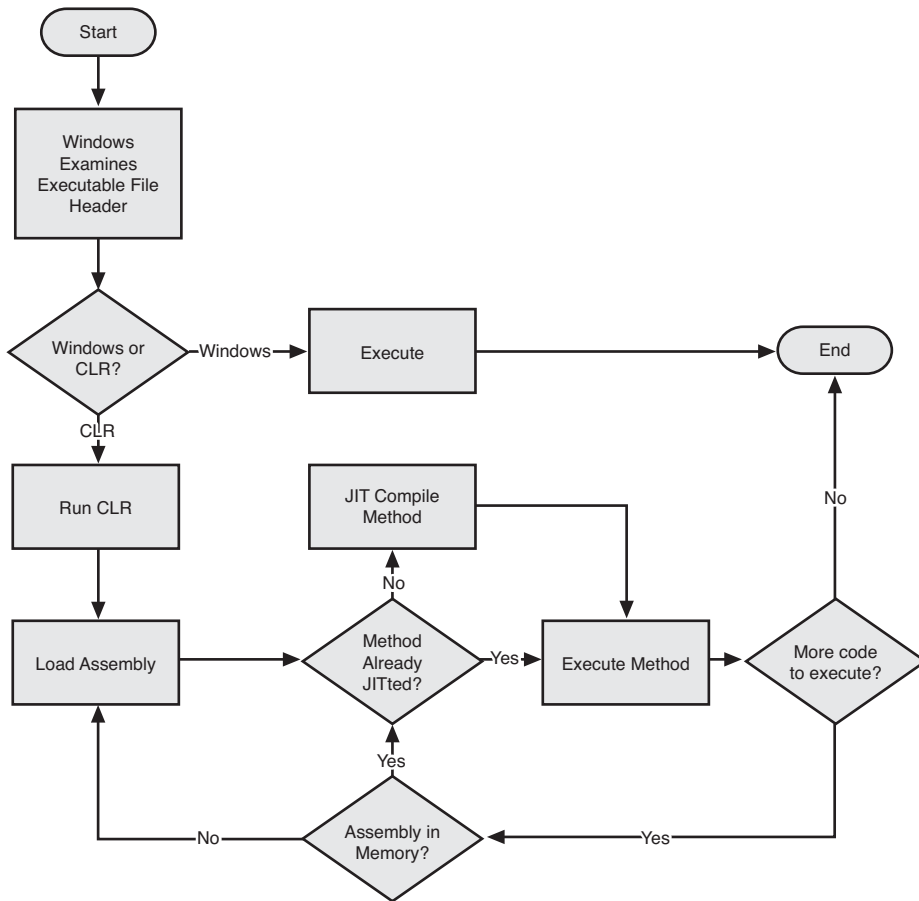 Start
Windows
Examines
Executable File
Header
Windows or
CLR?
Windows
Execute
End
CLR
Run CLR
JIT Compile
Method
No
No
Load Assembly
Method
Already
JITted?
Yes
Execute Method
More code
to execute?
Yes
No
Assembly in
Memory?
Yes